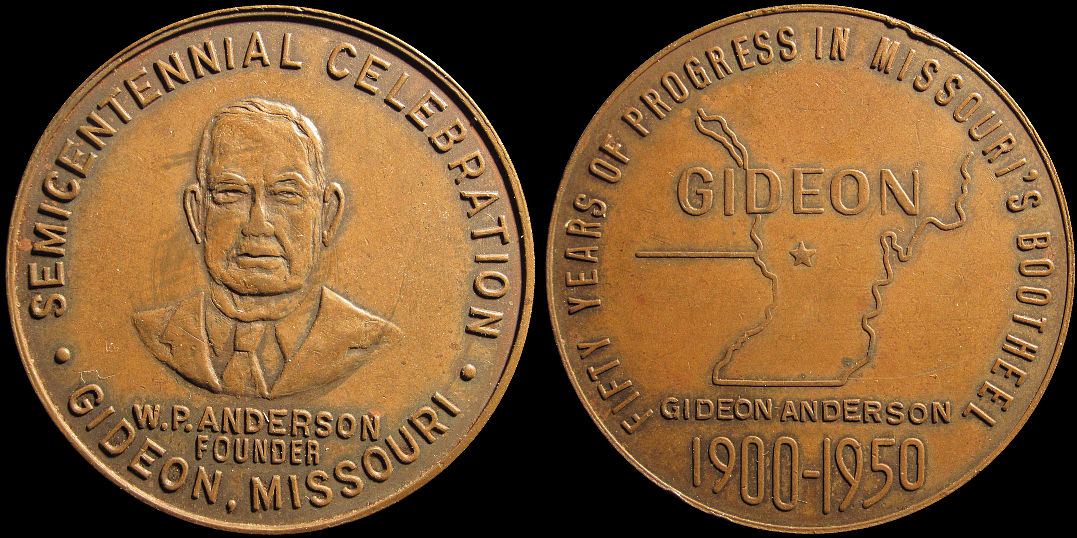 SEMICENTENNIAL CELEBRATION
W.P. ANDERSON
FOUNDER
• GIDEON, MISSOURI •
FIFTY YEARS OF PROGRESS IN MISSOURI'S BOOTHEEL
GIDEON
GIDEON-ANDERSON
1900-1950